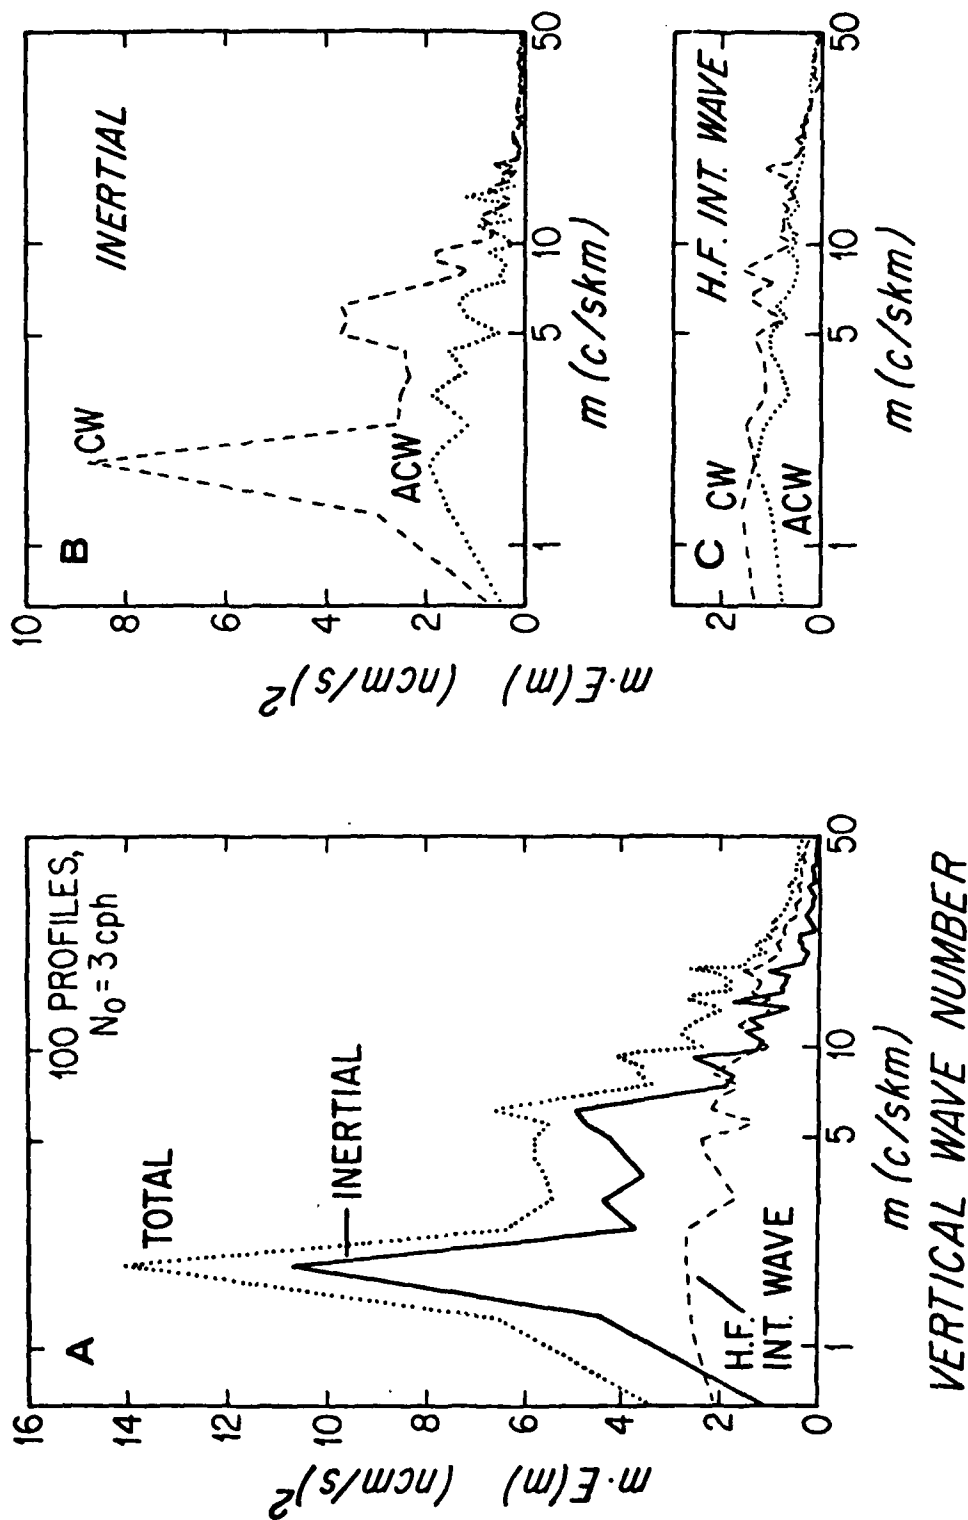 A
100 PROFILES,
N₀ = 3 cph
TOTAL
INERTIAL
H.F.
INT. WAVE
16
14
12
10
8
6
4
2
0
1
5
10
50
m·E(m) (ncm/s)²
m (c/skm)
VERTICAL WAVE NUMBER
B
INERTIAL
CW
ACW
10
8
6
4
2
0
1
5
10
50
m·E(m) (ncm/s)²
m (c/skm)
C
H.F. INT. WAVE
CW
ACW
2
0
1
5
10
50
m (c/skm)